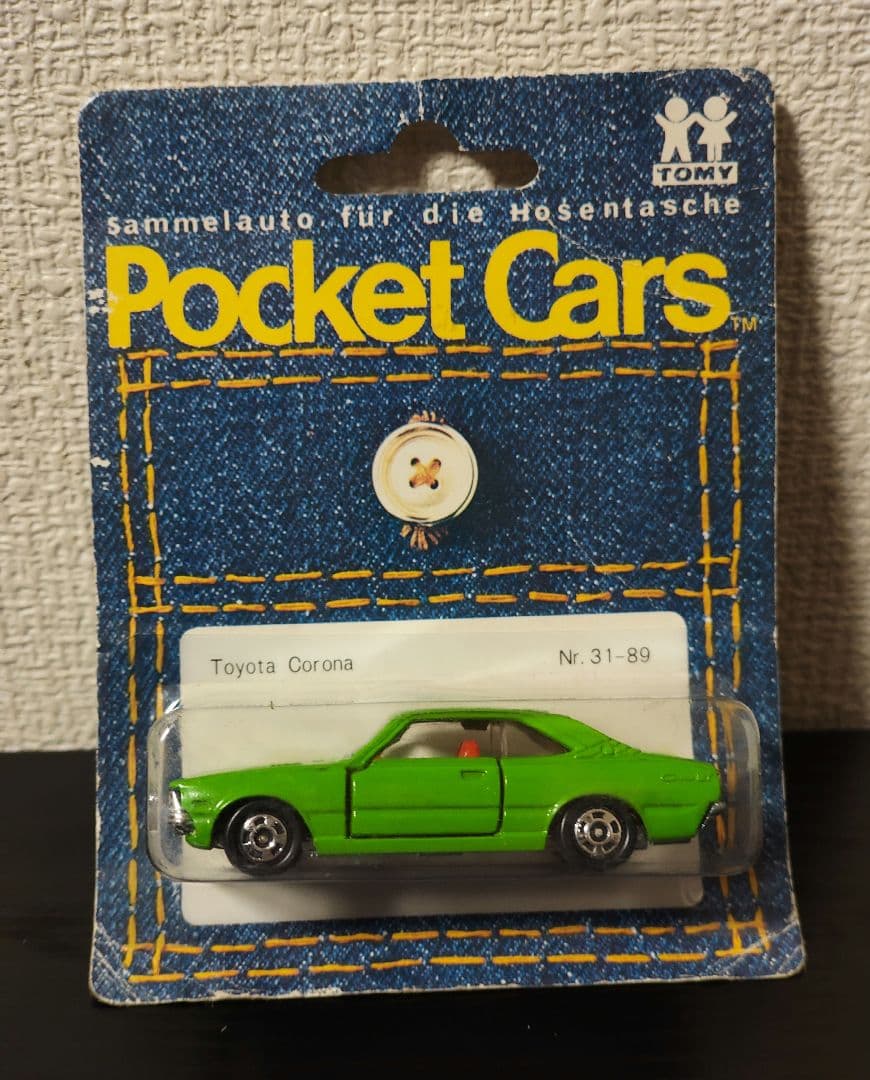 TOMY
Sammelauto für die Hosentasche
Pocket Cars TM
Toyota Corona Nr. 31-89